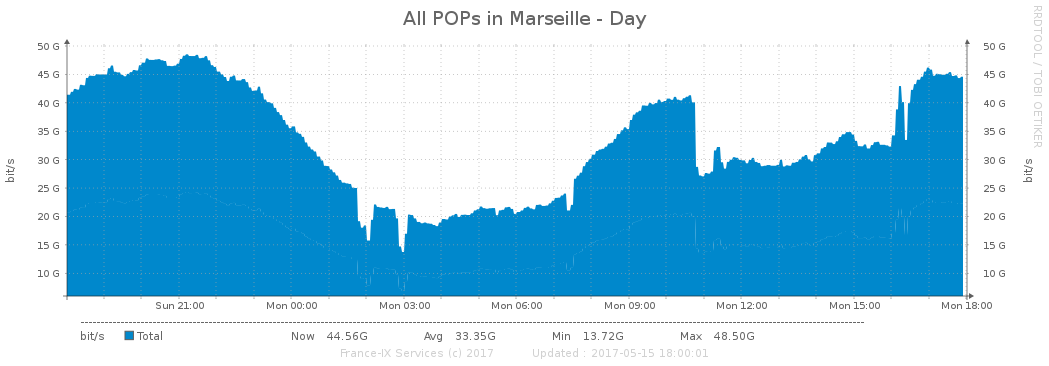 All POPs in Marseille - Day
RRDTOOL / TOBI OETIKER
50 G 50 G
45 G 45 G
40 G 40 G
35 G 35 G
30 G 30 G
25 G 25 G
20 G 20 G
15 G 15 G
10 G 10 G
bit/s
bit/s
Sun 21:00 Mon 00:00 Mon 03:00 Mon 06:00 Mon 09:00 Mon 12:00 Mon 15:00 Mon 18:00
bit/s Total Now 44.56G Avg 33.35G Min 13.72G Max 48.50G
France-IX Services (c) 2017 Updated : 2017-05-15 18:00:01